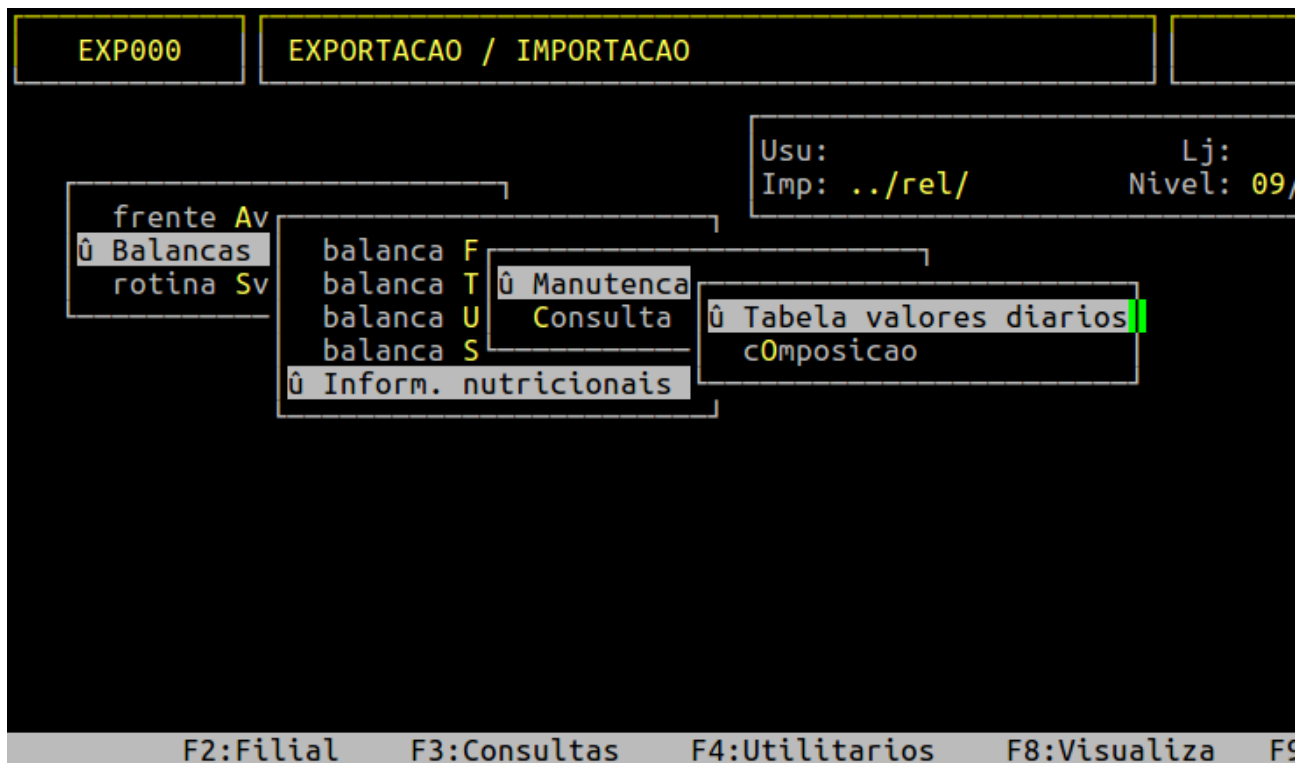 EXP000 EXPORTACAO / IMPORTACAO
Usu: Lj:
Imp: ../rel/ Nivel: 09/
frente Av
û Balancas balanca F
rotina Sv balanca T û Manutenca
balanca U Consulta û Tabela valores diarios
balanca S cOmposicao
û Inform. nutricionais
F2:Filial F3:Consultas F4:Utilitarios F8:Visualiza F9